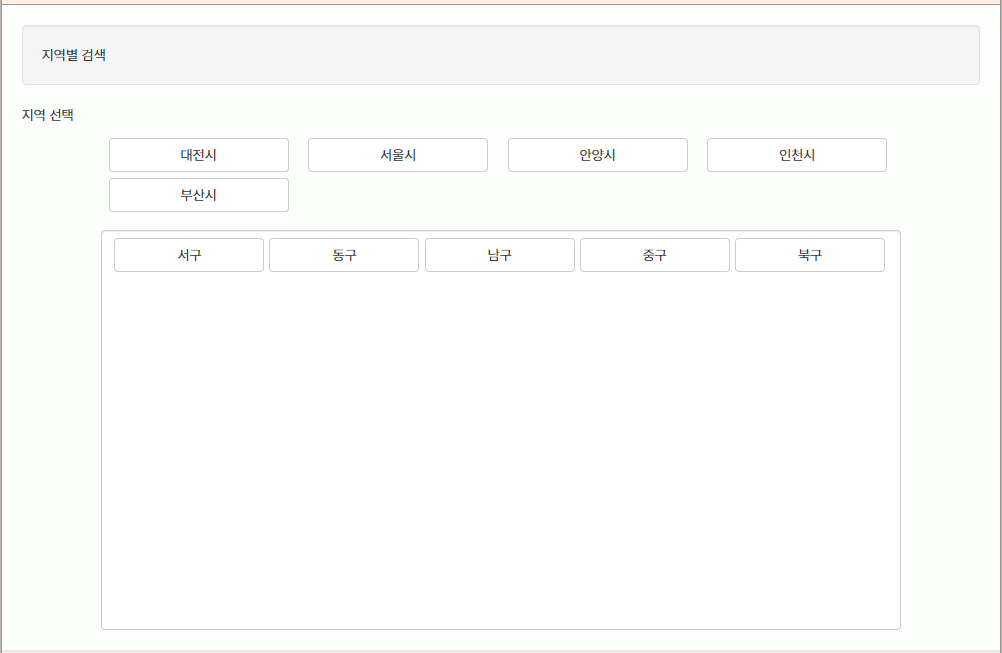 지역별 검색
지역 선택
대전시 서울시 안양시 인천시
부산시
서구 동구 남구 중구 북구